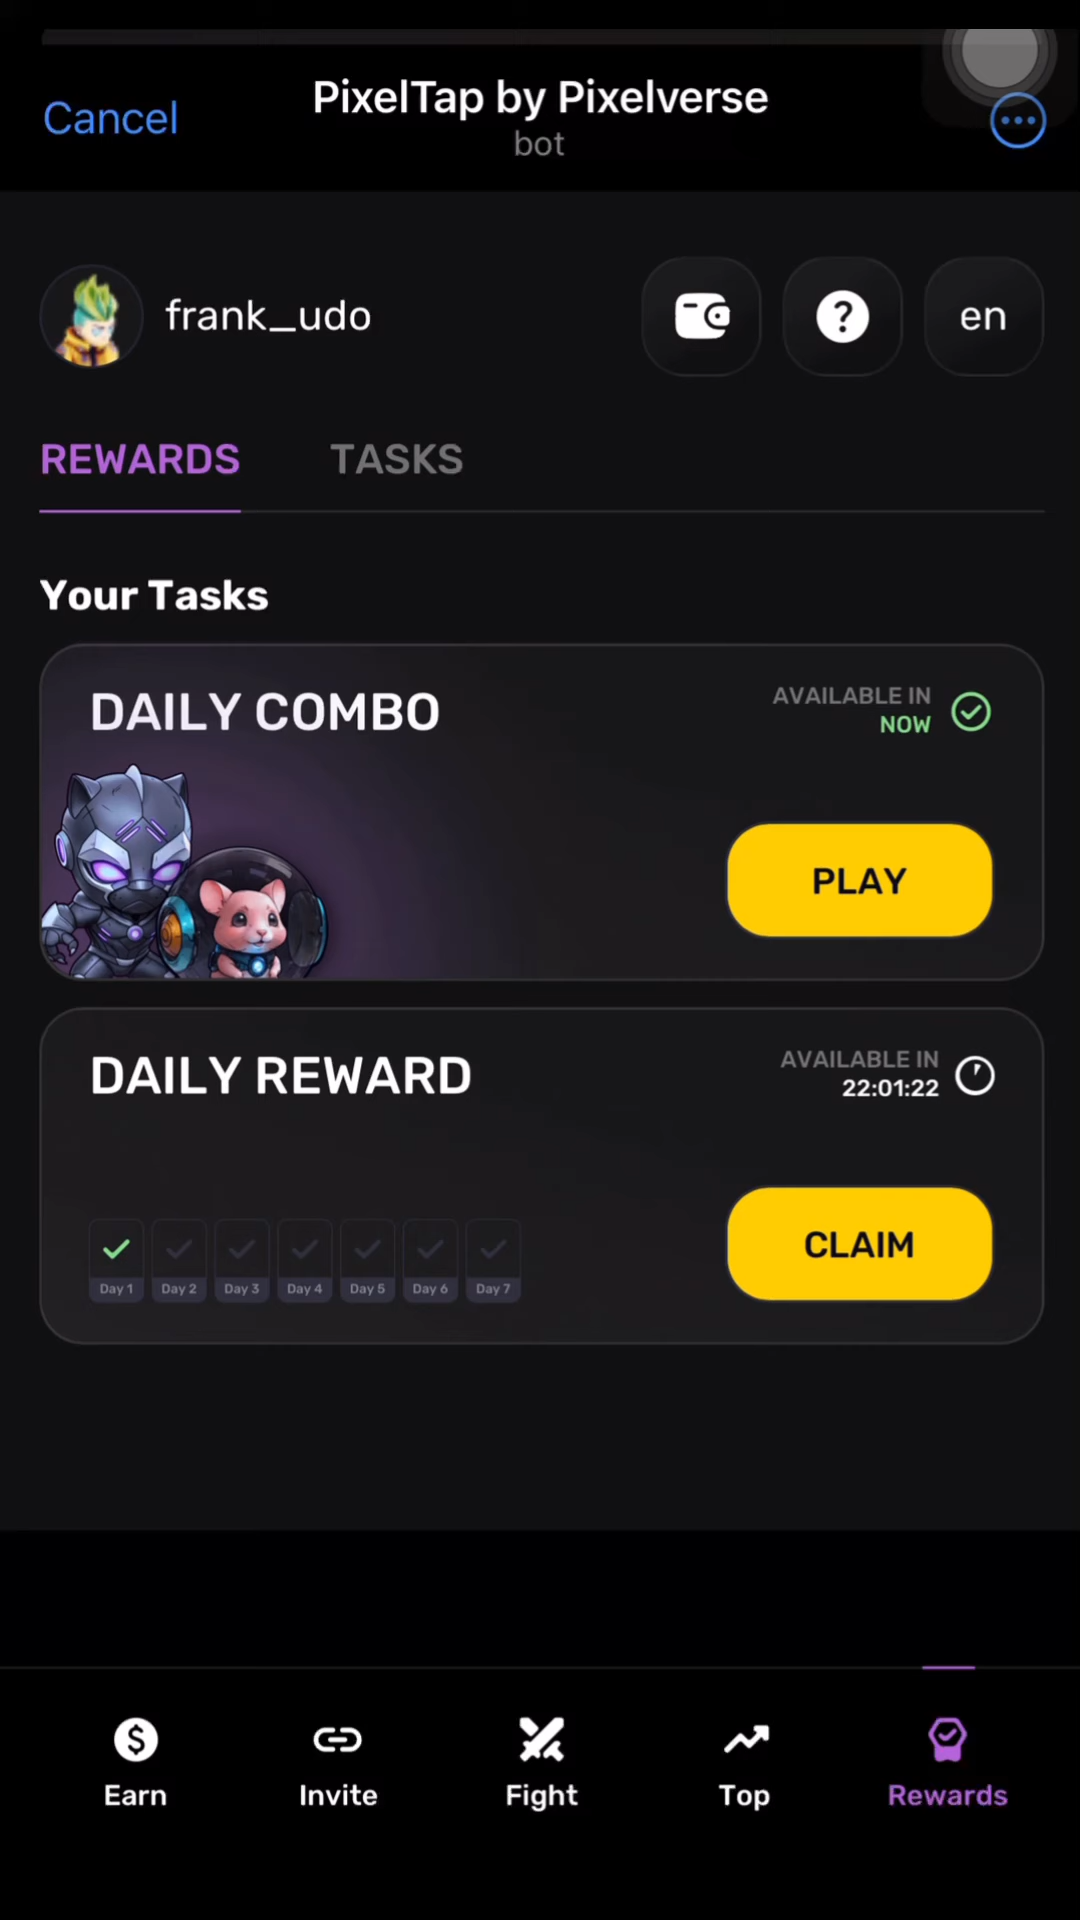 Cancel
PixelTap by Pixelverse
bot
frank_udo
en
REWARDS
TASKS
Your Tasks
DAILY COMBO
AVAILABLE IN
NOW
PLAY
DAILY REWARD
AVAILABLE IN
22:01:22
Day 1
Day 2
Day 3
Day 4
Day 5
Day 6
Day 7
CLAIM
Earn
Invite
Fight
Top
Rewards